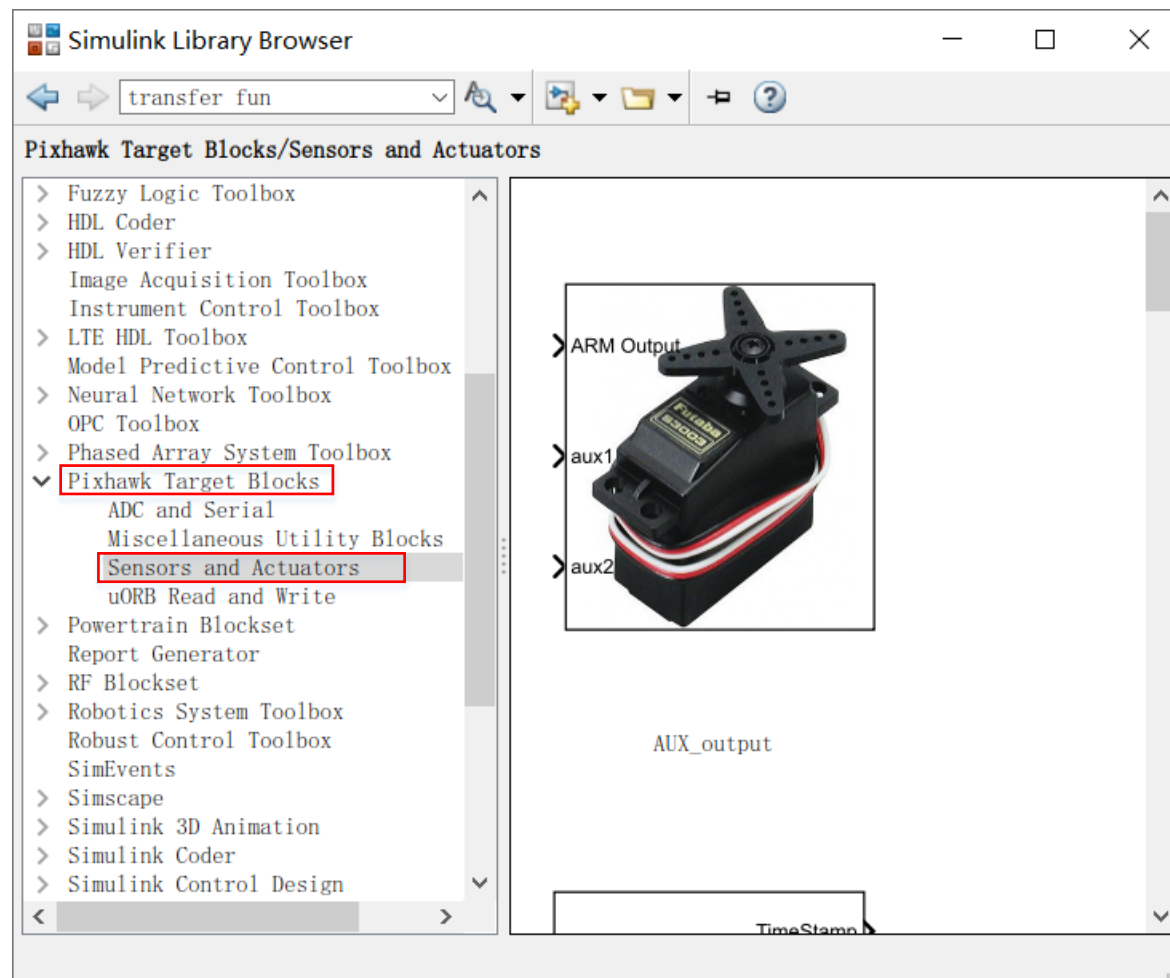 Simulink Library Browser
transfer fun
Pixhawk Target Blocks/Sensors and Actuators
Fuzzy Logic Toolbox
HDL Coder
HDL Verifier
Image Acquisition Toolbox
Instrument Control Toolbox
LTE HDL Toolbox
Model Predictive Control Toolbox
Neural Network Toolbox
OPC Toolbox
Phased Array System Toolbox
Pixhawk Target Blocks
ADC and Serial
Miscellaneous Utility Blocks
Sensors and Actuators
uORB Read and Write
Powertrain Blockset
Report Generator
RF Blockset
Robotics System Toolbox
Robust Control Toolbox
SimEvents
Simscape
Simulink 3D Animation
Simulink Coder
Simulink Control Design
ARM Output
Futaba
S3003
aux1
aux2
AUX_output
TimeStamp